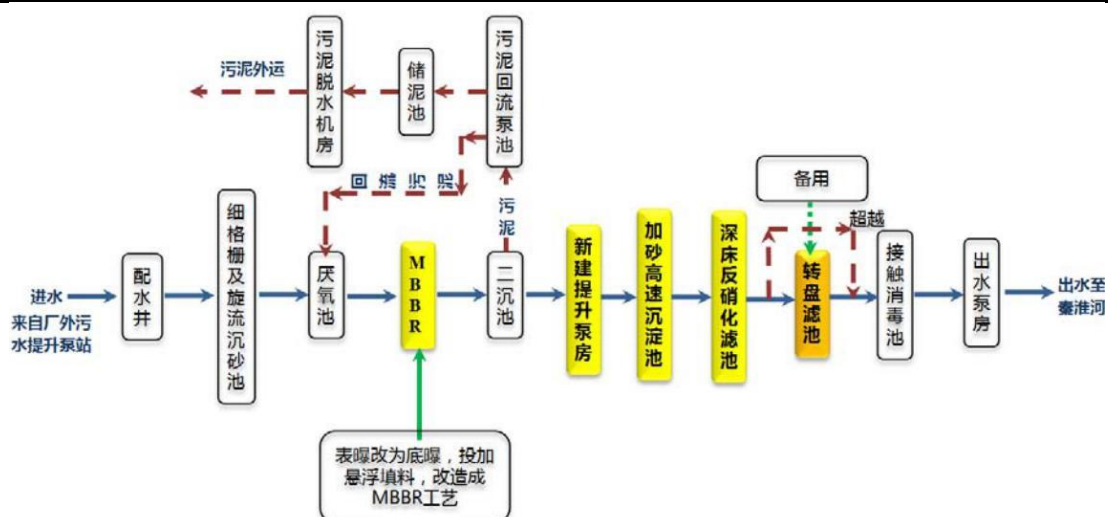 污泥外运
污泥脱水机房
储泥池
污泥回流泵池
回流污泥
污泥
备用
超越
进水
来自厂外污
水提升泵站
配水井
细格栅及旋流沉砂池
厌氧池
MBBR
二沉池
新建提升泵房
加砂高速沉淀池
深床反硝化滤池
转盘滤池
接触消毒池
出水泵房
出水至
秦淮河
表曝改为底曝，投加
悬浮填料，改造成
MBBR工艺